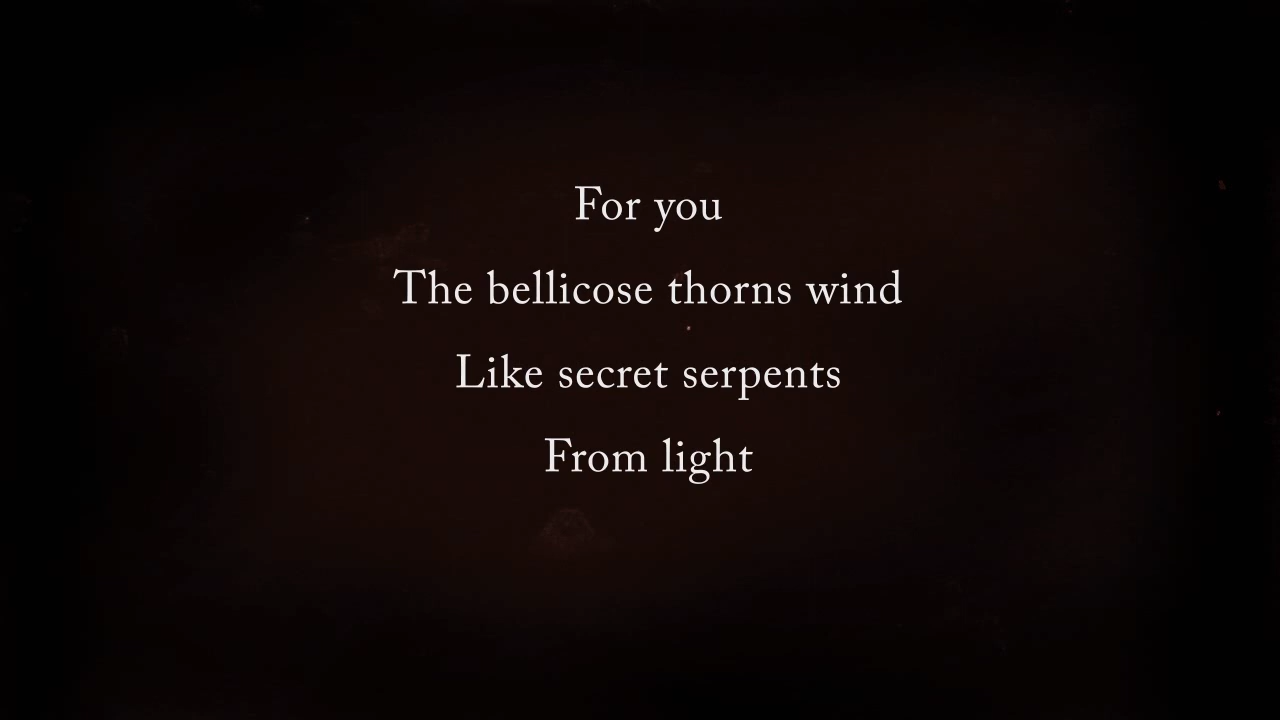 For you
The bellicose thorns wind
Like secret serpents
From light